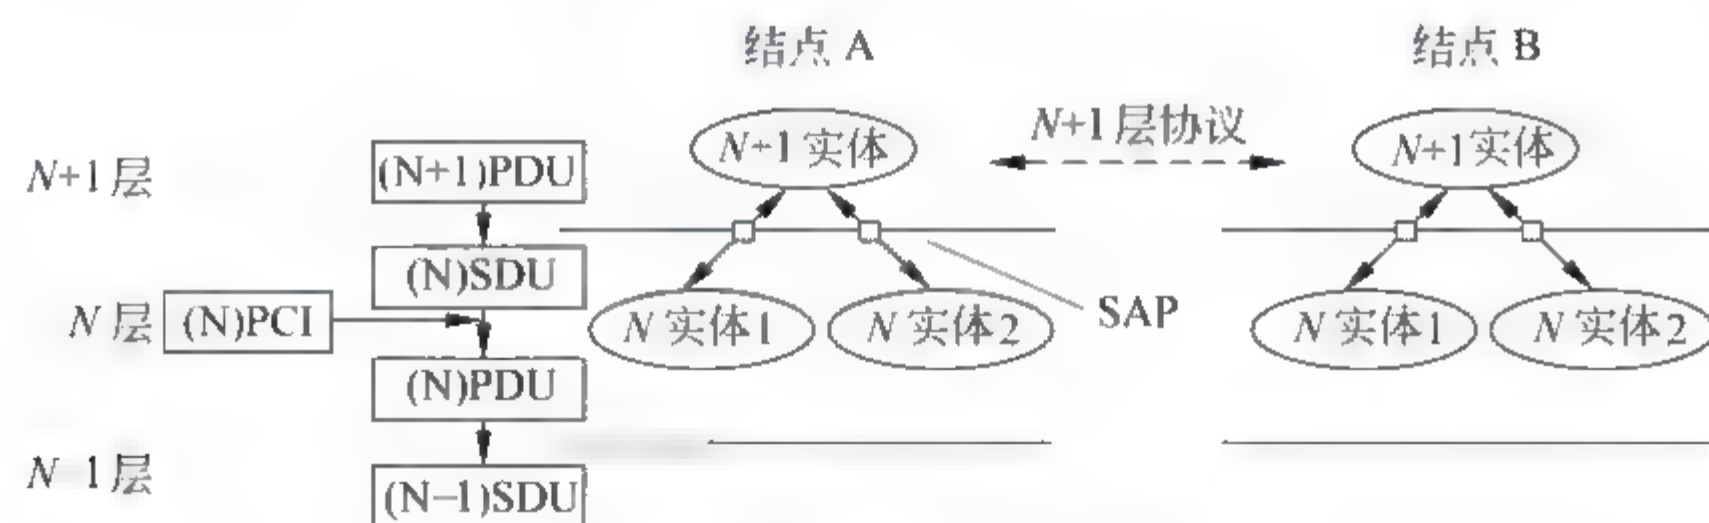 结点 A 结点 B
N+1层 (N+1)PDU N+1 实体 N+1层协议 N+1实体
(N)SDU
N 层 (N)PCI N 实体1 N 实体2 SAP N 实体1 N 实体2
(N)PDU
N−1层 (N−1)SDU